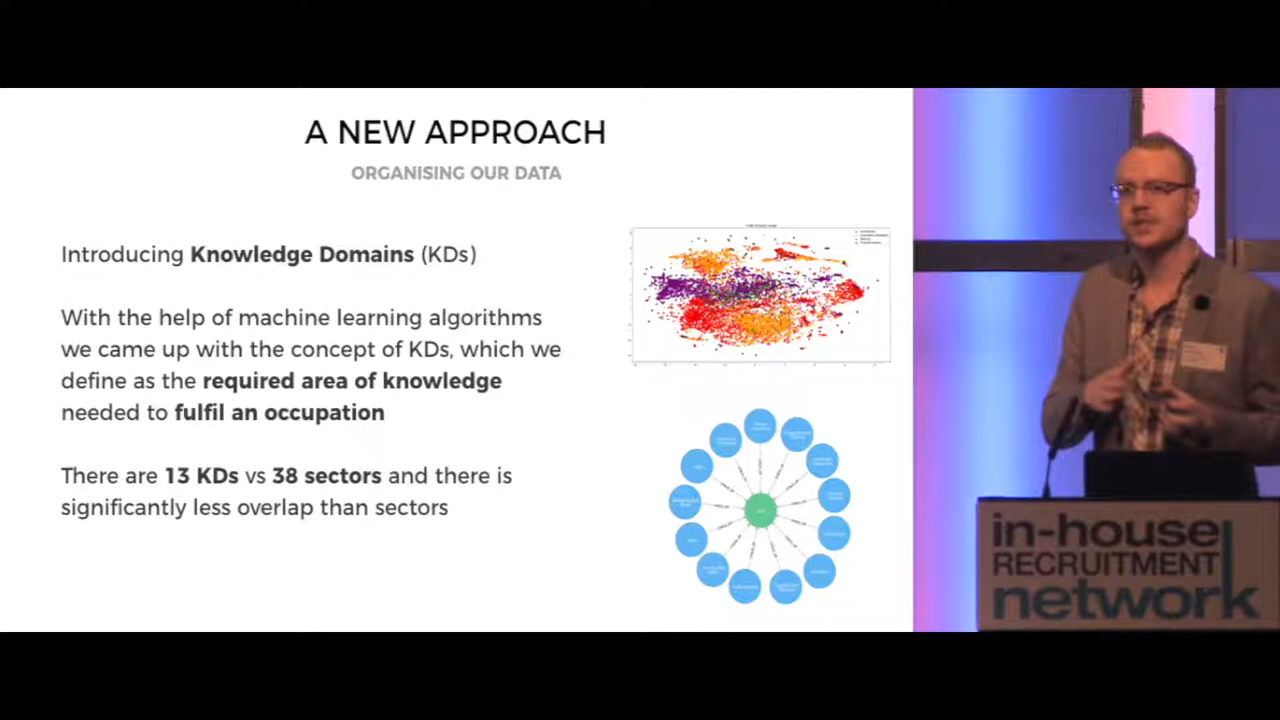 A NEW APPROACH
ORGANISING OUR DATA
Introducing Knowledge Domains (KDs)
With the help of machine learning algorithms
we came up with the concept of KDs, which we
define as the required area of knowledge
needed to fulfil an occupation
There are 13 KDs vs 38 sectors and there is
significantly less overlap than sectors
in-house
RECRUITMENT
network